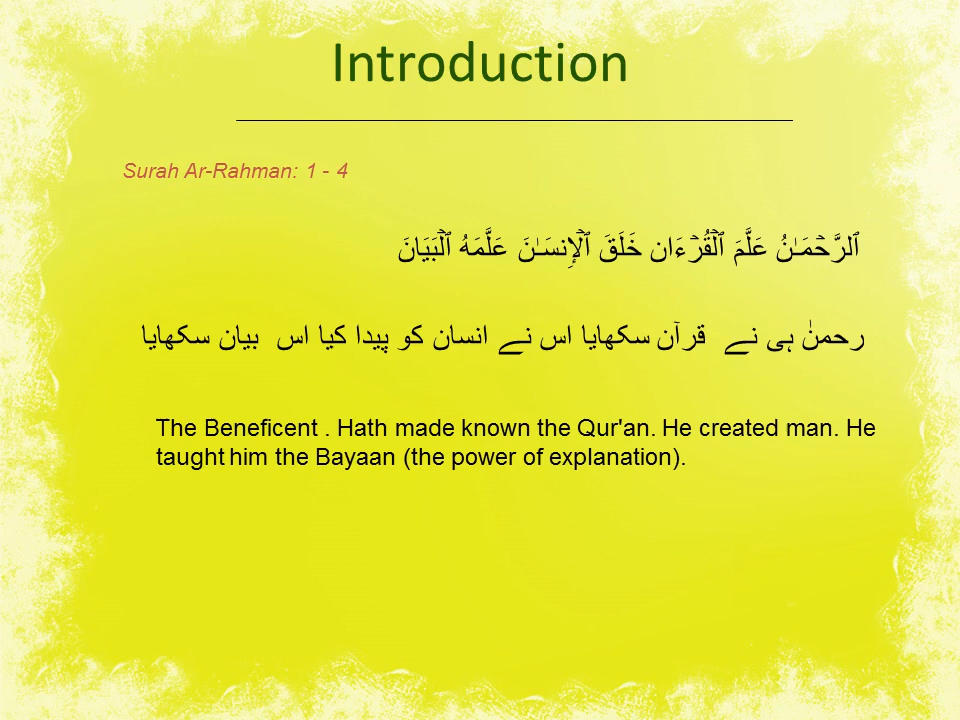 Introduction
Surah Ar-Rahman: 1 - 4
ٱلرَّحۡمَـٰنُ عَلَّمَ ٱلۡقُرۡءَان خَلَقَ ٱلۡإِنسَـٰنَ عَلَّمَهُ ٱلۡبَيَانَ
رحمنٰ ہی نے قرآن سکھایا اس نے انسان کو پیدا کیا اس بیان سکھایا
The Beneficent . Hath made known the Qur'an. He created man. He
taught him the Bayaan (the power of explanation).